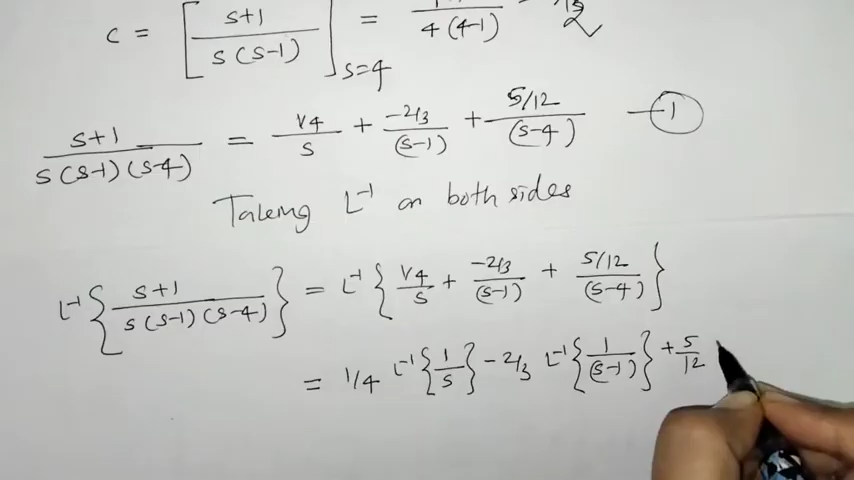 c = [ s+1 / s(s-1) ]s=4 = / 4(4-1)
s+1 / s(s-1)(s-4) = 1/4 / s + -2/3 / (s-1) + 5/12 / (s-4) — 1
Taking L⁻¹ on both sides
L⁻¹{ s+1 / s(s-1)(s-4) } = L⁻¹{ 1/4 / s + -2/3 / (s-1) + 5/12 / (s-4) }
= 1/4 L⁻¹{ 1/s } - 2/3 L⁻¹{ 1 / (s-1) } + 5/12